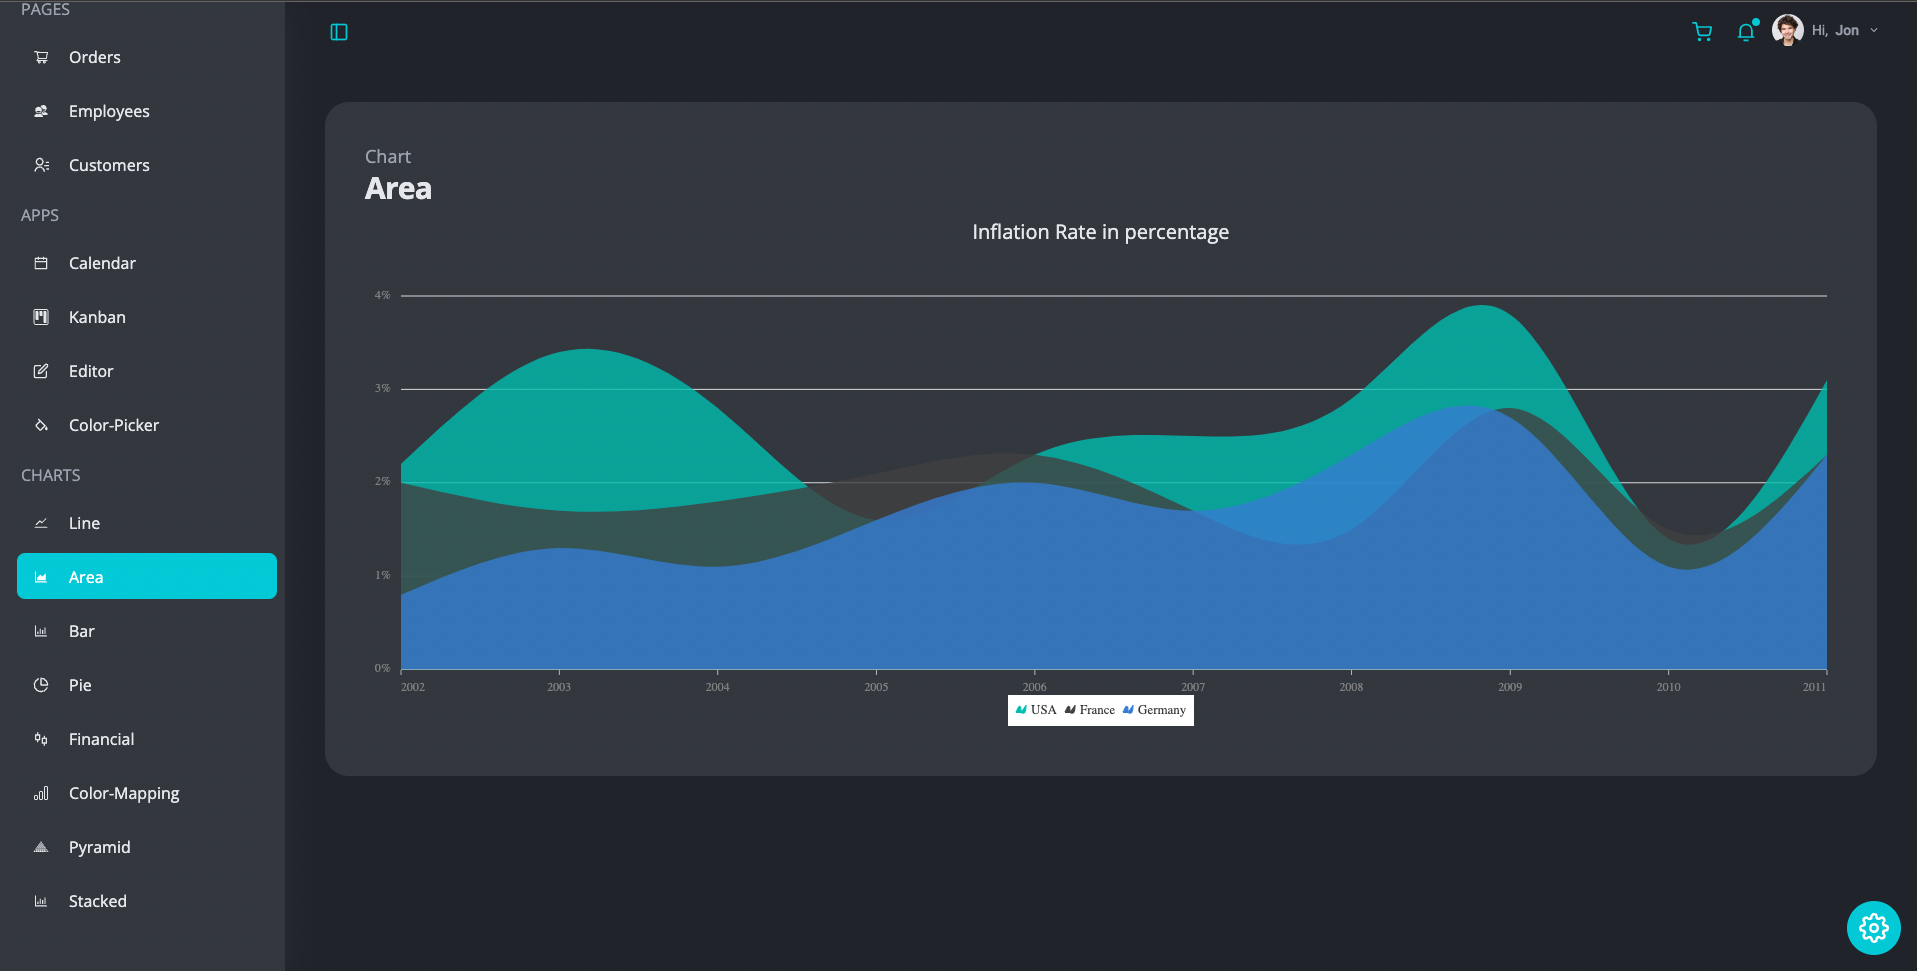 PAGES
Orders
Employees
Customers
APPS
Calendar
Kanban
Editor
Color-Picker
CHARTS
Line
Area
Bar
Pie
Financial
Color-Mapping
Pyramid
Stacked
Hi, Jon
Chart
Area
Inflation Rate in percentage
4%
3%
2%
1%
0%
2002 2003 2004 2005 2006 2007 2008 2009 2010 2011
USA France Germany